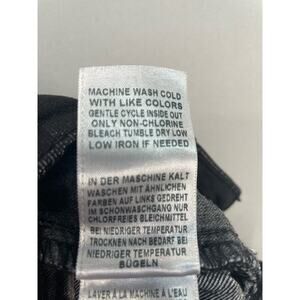 MACHINE WASH COLD
WITH LIKE COLORS
GENTLE CYCLE INSIDE OUT
ONLY NON-CHLORINE
BLEACH TUMBLE DRY LOW
LOW IRON IF NEEDED
IN DER MASCHINE KALT
WASCHEN MIT ÄHNLICHEN
FARBEN AUF LINKS GEDREHT
IM SCHONWASCHGANG NUR
CHLORFREIES BLEICHMITTEL
BEI NIEDRIGER TEMPERATUR
TROCKNEN NACH BEDARF BEI
NIEDRIGER TEMPERATUR
BÜGELN
LAVER À LA MACHINE À L'EAU